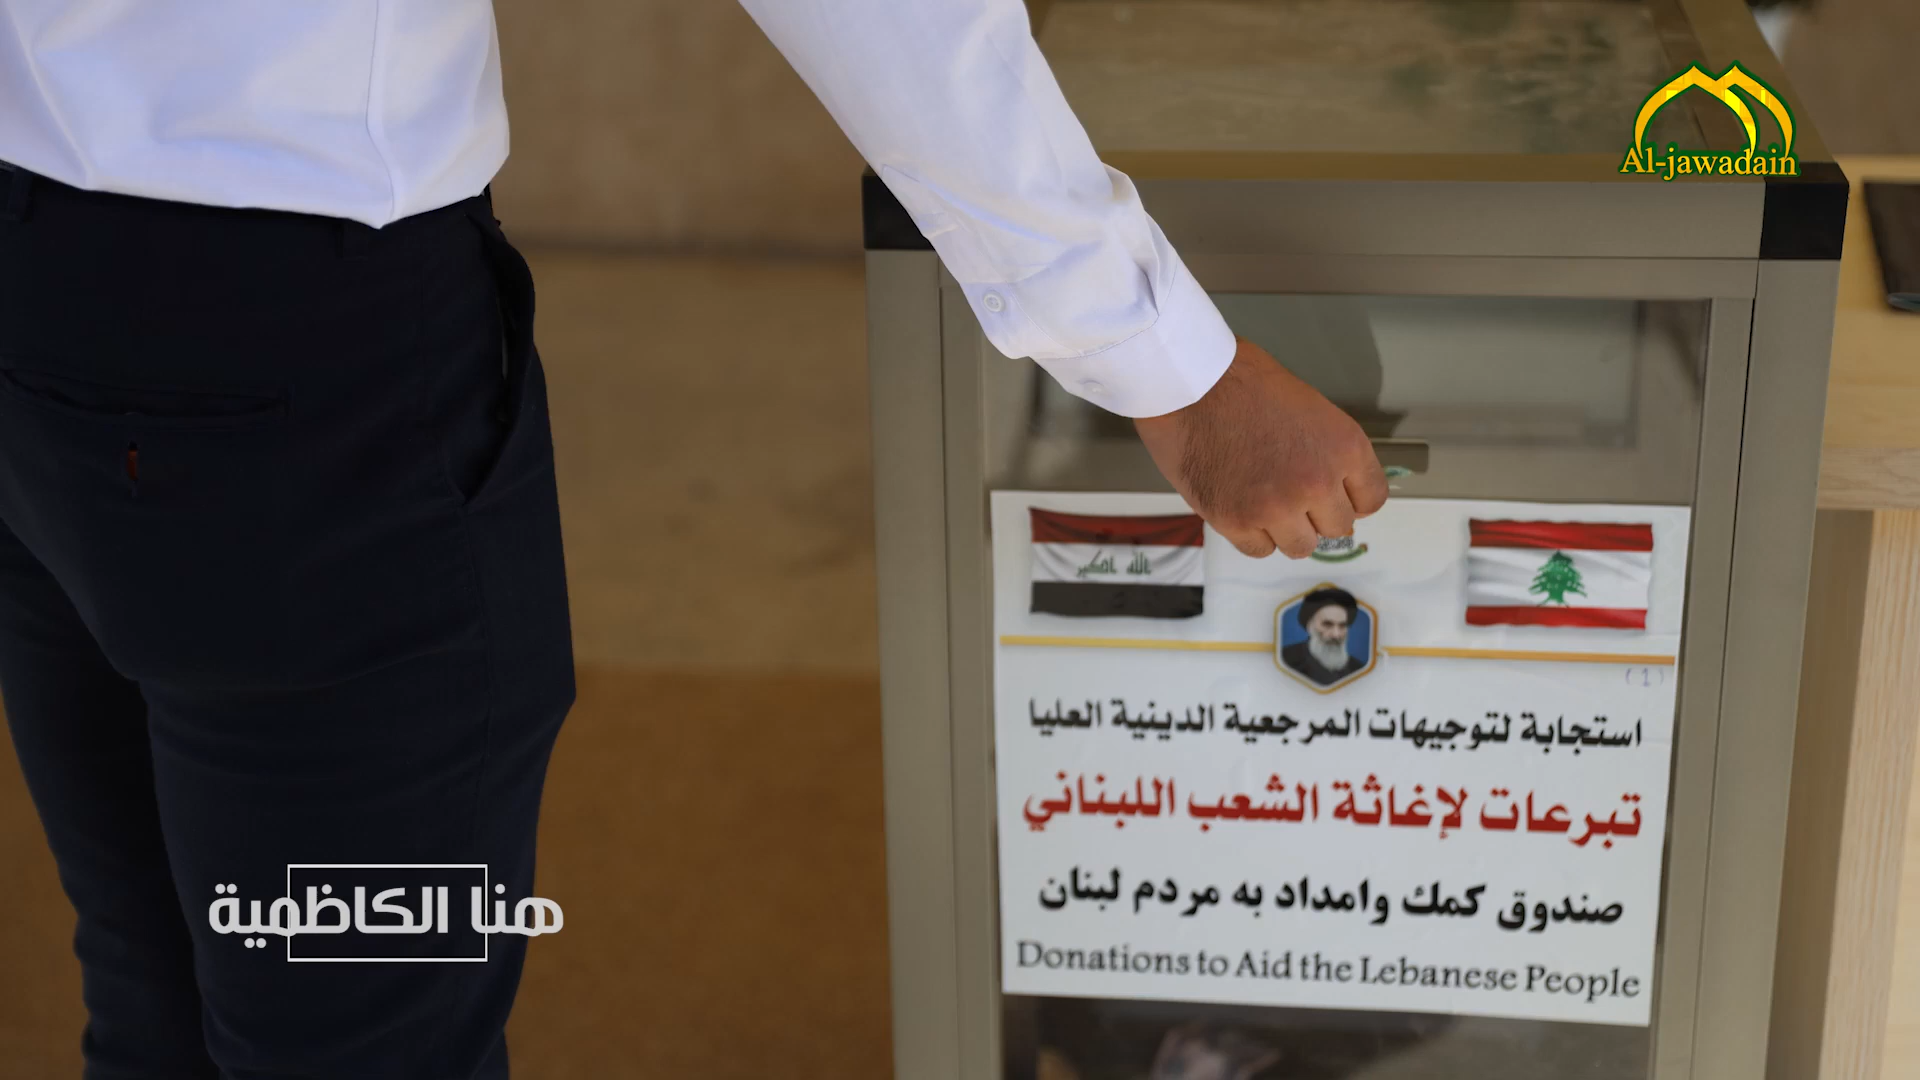 Al-jawadain
الله اكبر
(1)
استجابة لتوجيهات المرجعية الدينية العليا
تبرعات لإغاثة الشعب اللبناني
صندوق كمك وامداد به مردم لبنان
Donations to Aid the Lebanese People
هنا الكاظمية